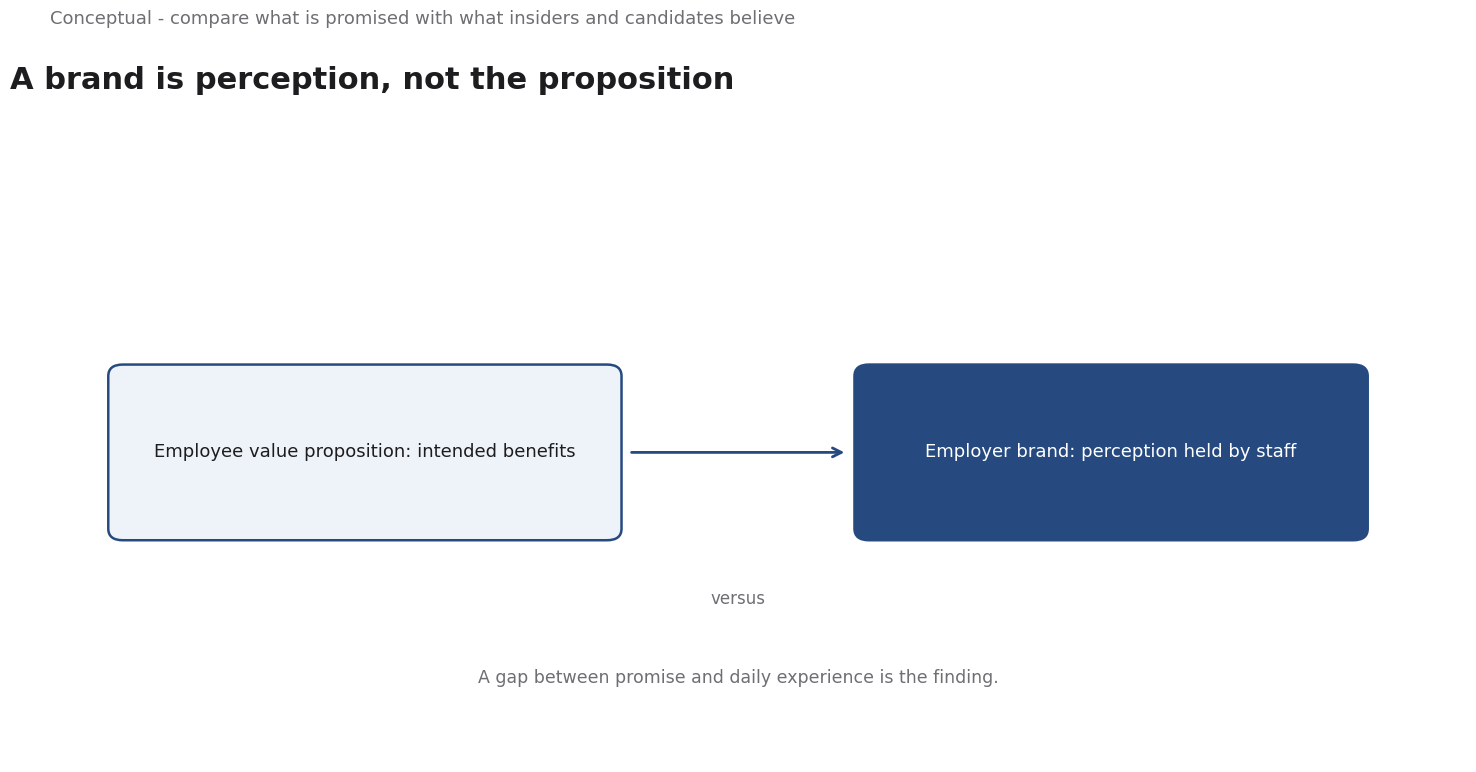 Conceptual - compare what is promised with what insiders and candidates believe
A brand is perception, not the proposition
Employee value proposition: intended benefits
Employer brand: perception held by staff
versus
A gap between promise and daily experience is the finding.